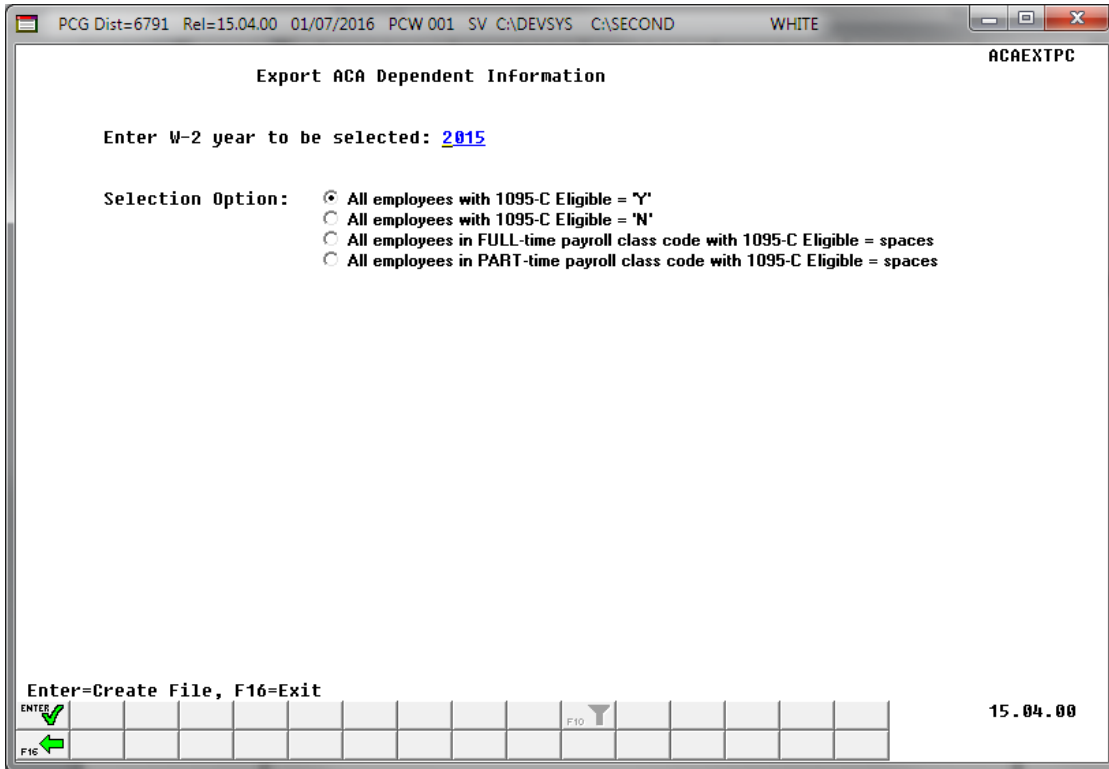 PCG Dist=6791 Rel=15.04.00 01/07/2016 PCW 001 SV C:\DEVSYS C:\SECOND WHITE
ACAEXTPC
Export ACA Dependent Information
Enter W-2 year to be selected: 2015
Selection Option: All employees with 1095-C Eligible = 'Y'
All employees with 1095-C Eligible = 'N'
All employees in FULL-time payroll class code with 1095-C Eligible = spaces
All employees in PART-time payroll class code with 1095-C Eligible = spaces
Enter=Create File, F16=Exit
ENTER F10 15.04.00
F16